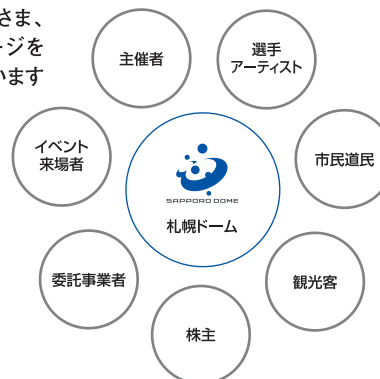 さま、
ージを
います
主催者
選手
アーティスト
イベント
来場者
市民道民
SAPPORO DOME
札幌ドーム
委託事業者
観光客
株主